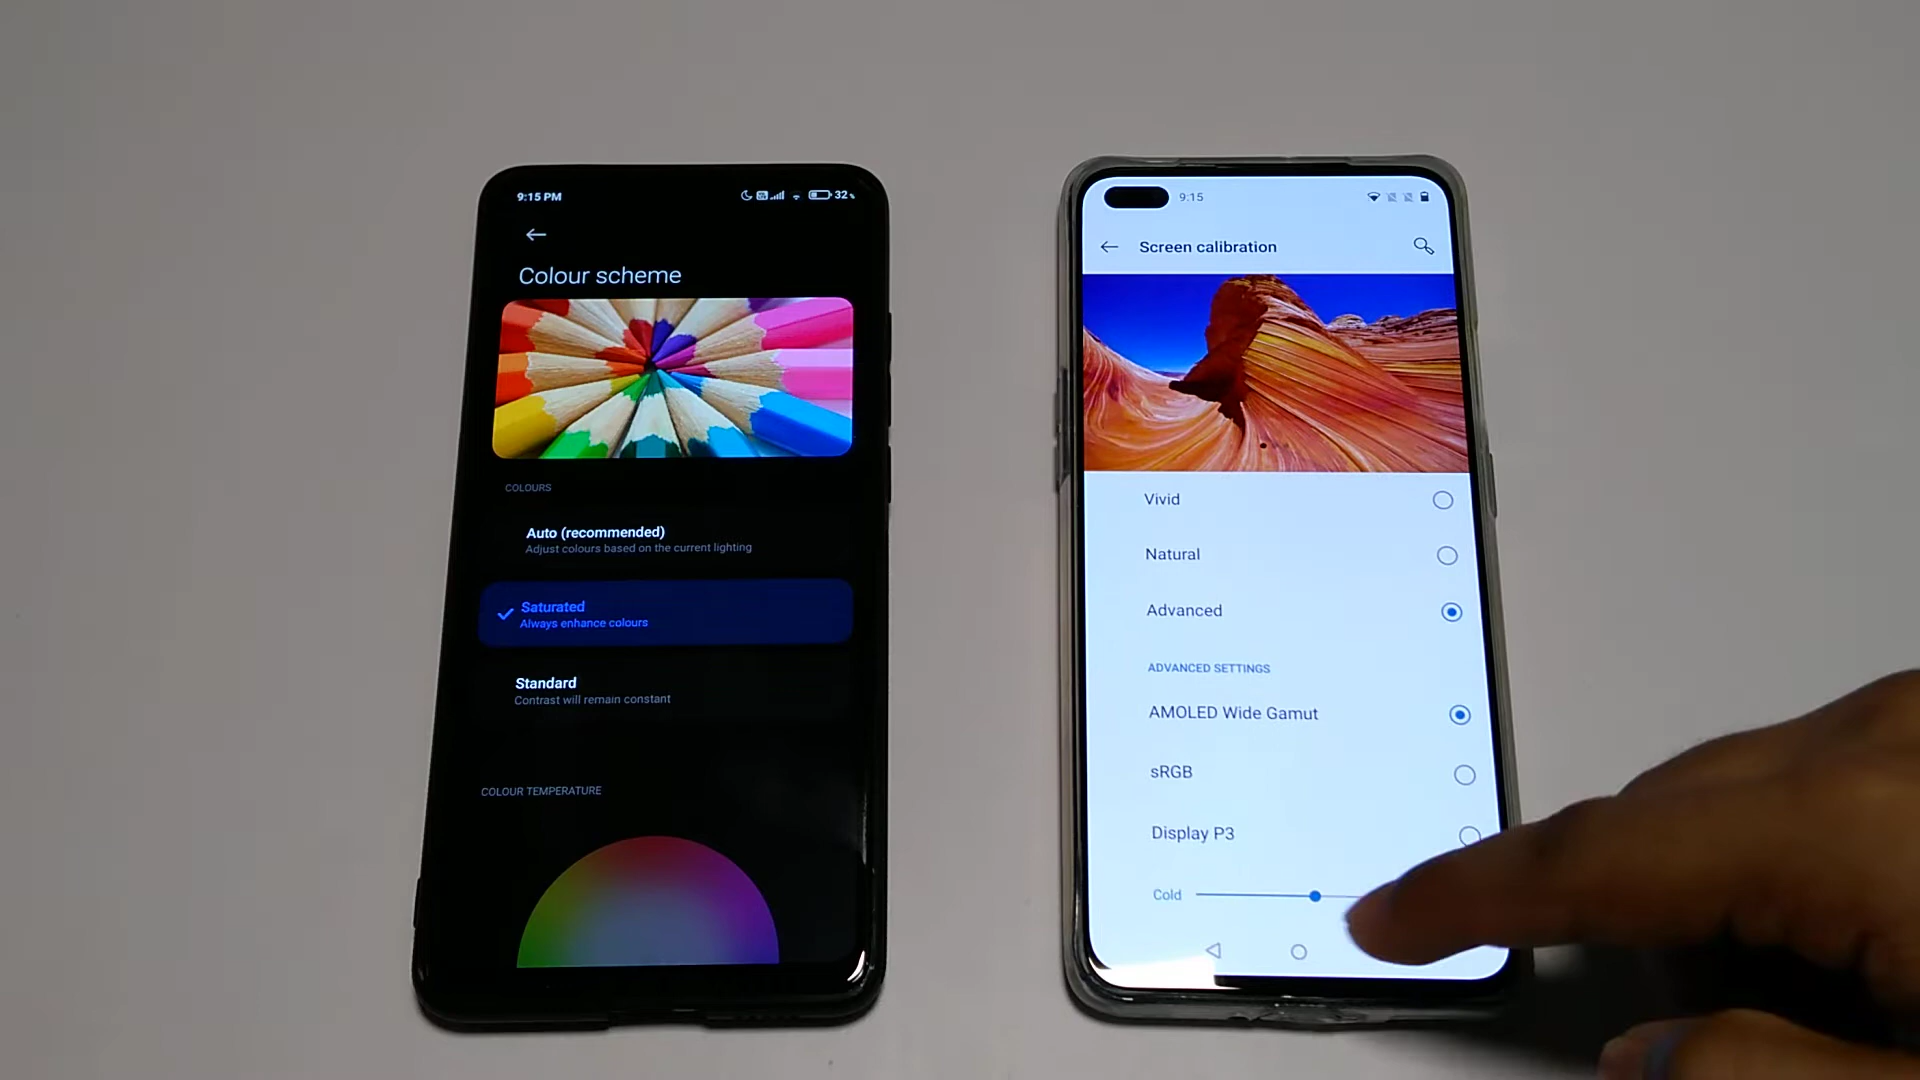 9:15 PM
32%
Colour scheme
COLOURS
Auto (recommended)
Adjust colours based on the current lighting
Saturated
Always enhance colours
Standard
Contrast will remain constant
COLOUR TEMPERATURE
9:15
Screen calibration
Vivid
Natural
Advanced
ADVANCED SETTINGS
AMOLED Wide Gamut
sRGB
Display P3
Cold